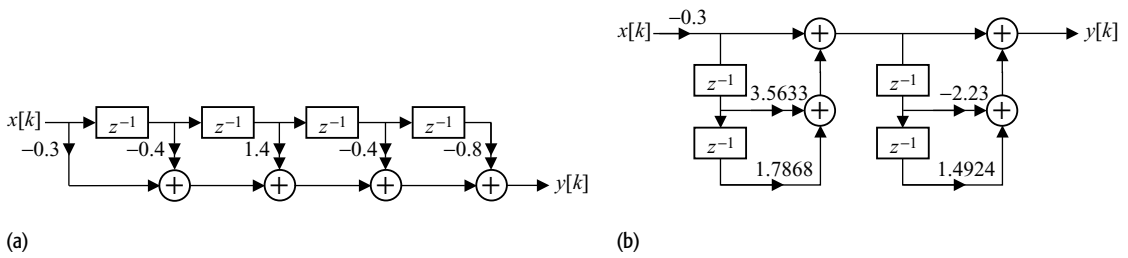 x[k]
z⁻¹
z⁻¹
z⁻¹
z⁻¹
−0.3
−0.4
1.4
−0.4
−0.8
+
+
+
+
y[k]
(a)
x[k]
−0.3
+
+
y[k]
z⁻¹
z⁻¹
3.5633
+
−2.23
+
z⁻¹
z⁻¹
1.7868
1.4924
(b)